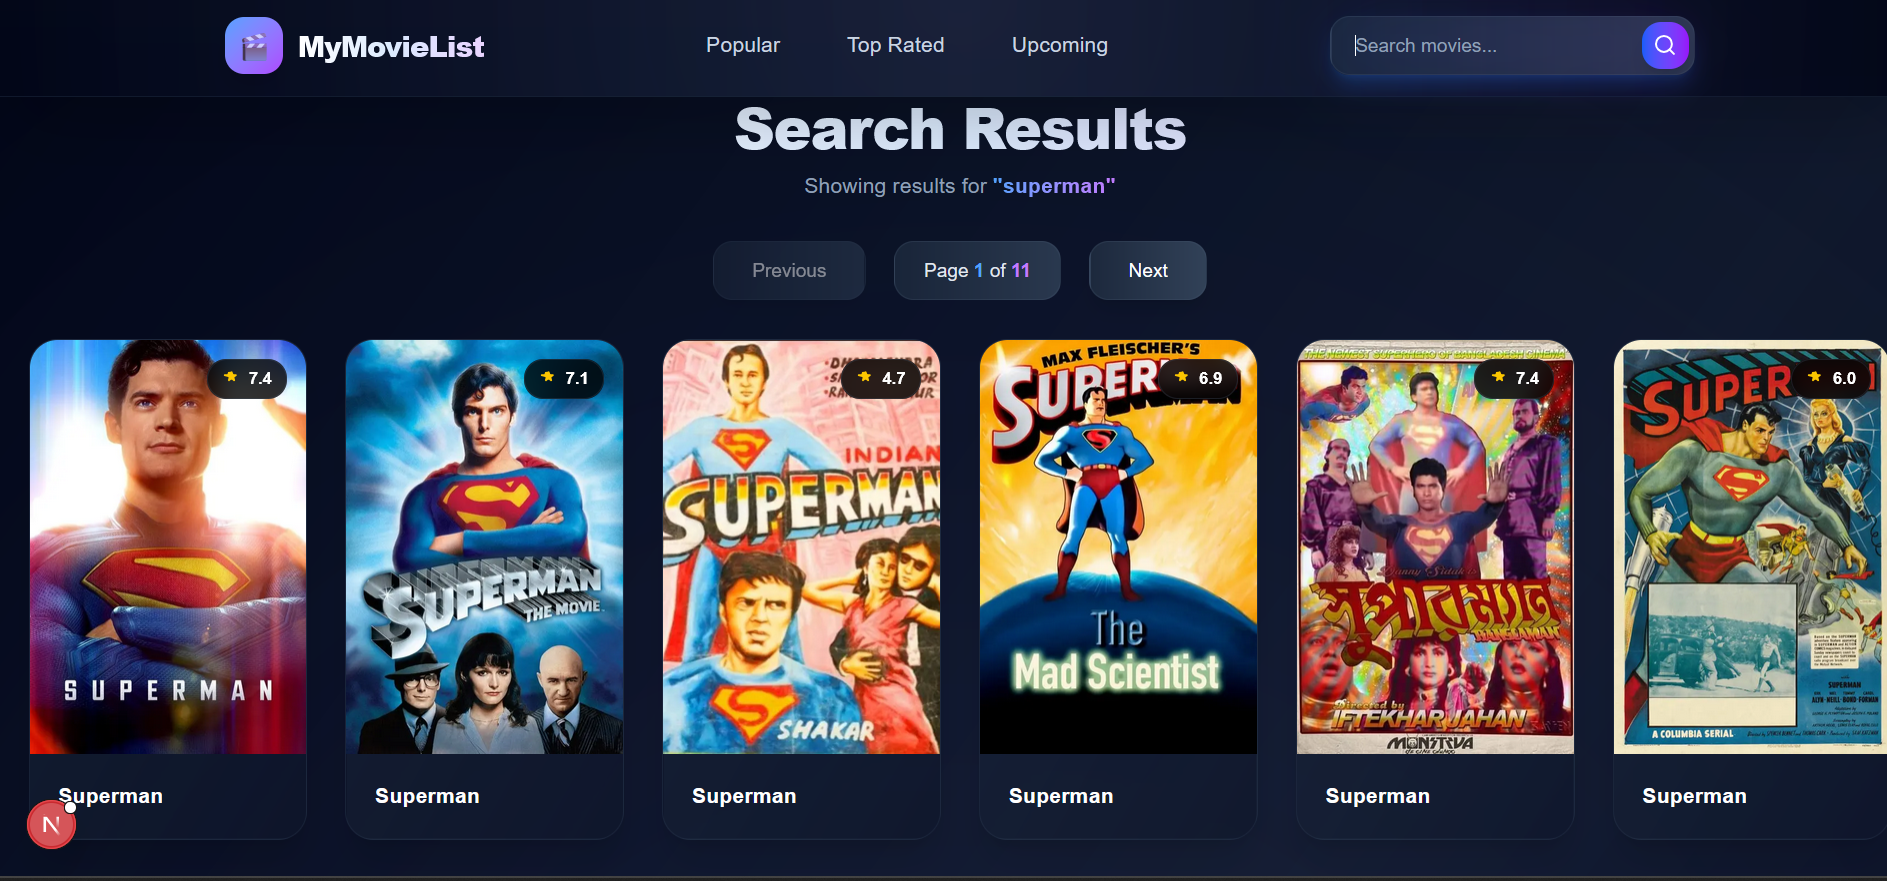 MyMovieList
Popular
Top Rated
Upcoming
Search movies...
Search Results
Showing results for "superman"
Previous
Page 1 of 11
Next
7.4
SUPERMAN
Superman
7.1
SUPERMAN
THE MOVIE
Superman
4.7
INDIAN
SUPERMAN
SHAKAR
Superman
MAX FLEISCHER'S
6.9
The
Mad Scientist
Superman
THE NEWEST SUPERHERO OF BANGLADESH CINEMA
7.4
সুপারম্যান
BANGLAMAN
Directed by
IFTEKHAR JAHAN
Superman
6.0
SUPERMAN
A COLUMBIA SERIAL
Superman
N